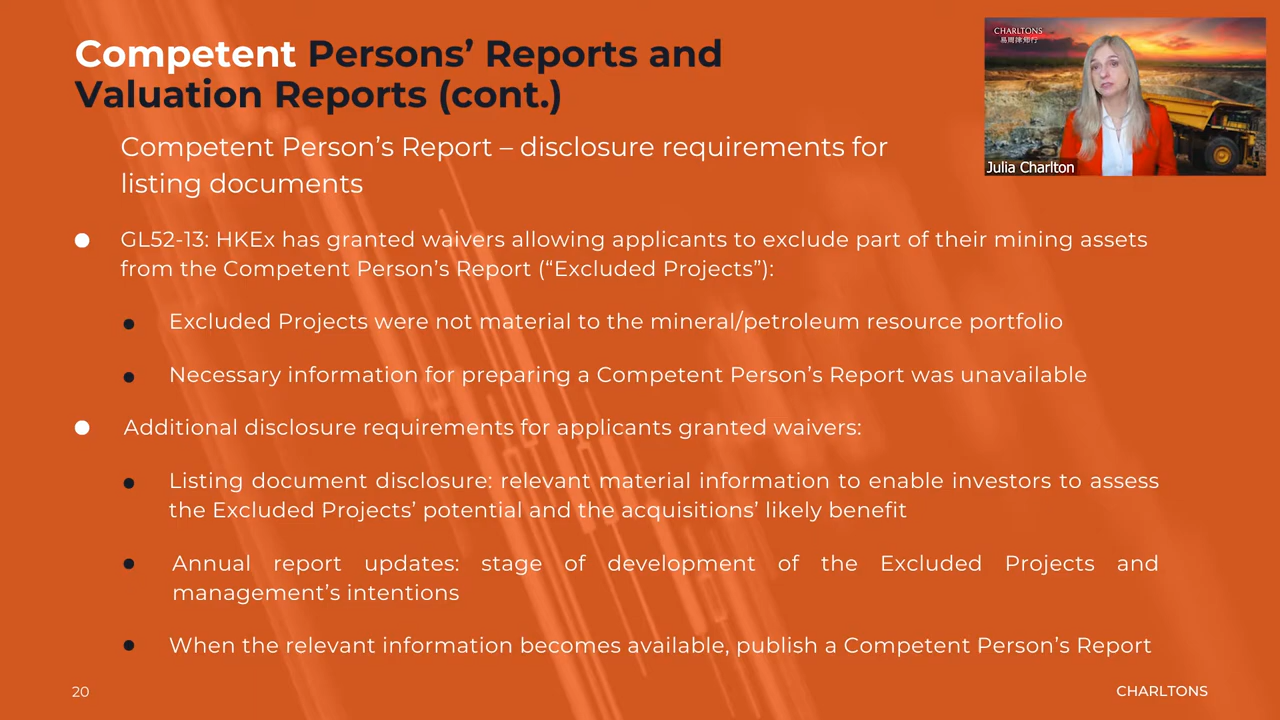 Competent Persons' Reports and
Valuation Reports (cont.)
CHARLTONS
易周律师行
Julia Charlton
Competent Person's Report – disclosure requirements for
listing documents
GL52-13: HKEx has granted waivers allowing applicants to exclude part of their mining assets
from the Competent Person's Report (“Excluded Projects”):
Excluded Projects were not material to the mineral/petroleum resource portfolio
Necessary information for preparing a Competent Person's Report was unavailable
Additional disclosure requirements for applicants granted waivers:
Listing document disclosure: relevant material information to enable investors to assess
the Excluded Projects' potential and the acquisitions' likely benefit
Annual report updates: stage of development of the Excluded Projects and
management's intentions
When the relevant information becomes available, publish a Competent Person's Report
20
CHARLTONS